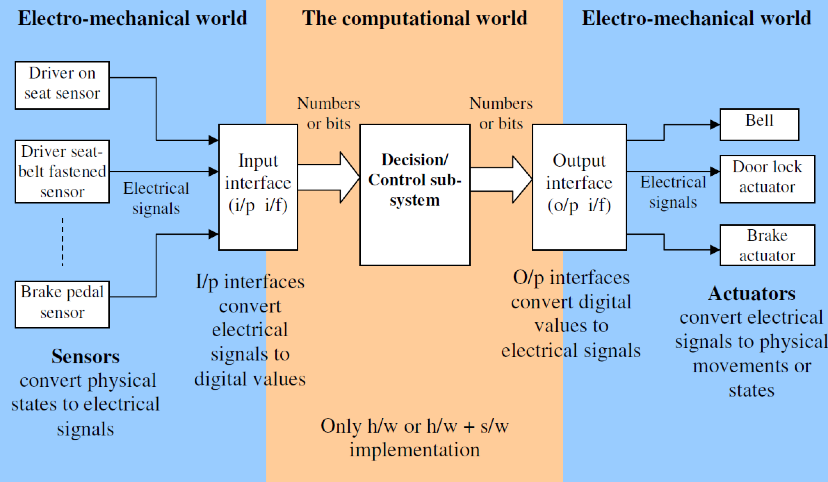 Electro-mechanical world
The computational world
Electro-mechanical world
Driver on
seat sensor
Driver seat-
belt fastened
sensor
Brake pedal
sensor
Electrical
signals
Sensors
convert physical
states to electrical
signals
Input
interface
(i/p i/f)
I/p interfaces
convert
electrical
signals to
digital values
Numbers
or bits
Decision/
Control sub-
system
Numbers
or bits
Only h/w or h/w + s/w
implementation
Output
interface
(o/p i/f)
O/p interfaces
convert digital
values to
electrical signals
Electrical
signals
Bell
Door lock
actuator
Brake
actuator
Actuators
convert electrical
signals to physical
movements or
states